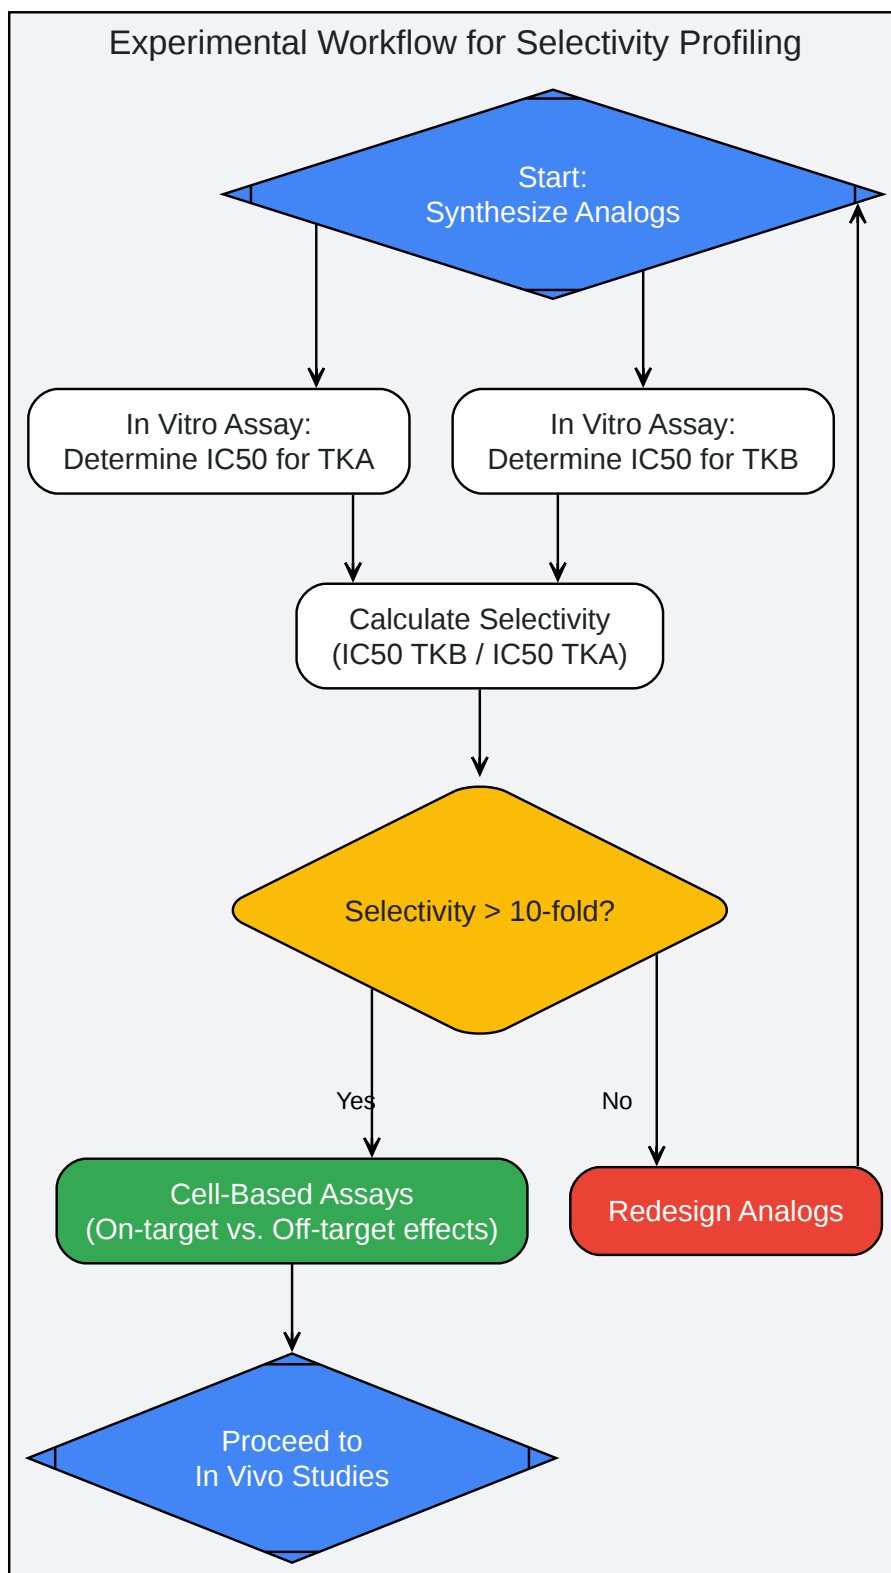 Experimental Workflow for Selectivity Profiling
Start:
Synthesize Analogs
In Vitro Assay:
Determine IC50 for TKA
In Vitro Assay:
Determine IC50 for TKB
Calculate Selectivity
(IC50 TKB / IC50 TKA)
Selectivity > 10-fold?
Yes
No
Cell-Based Assays
(On-target vs. Off-target effects)
Redesign Analogs
Proceed to
In Vivo Studies